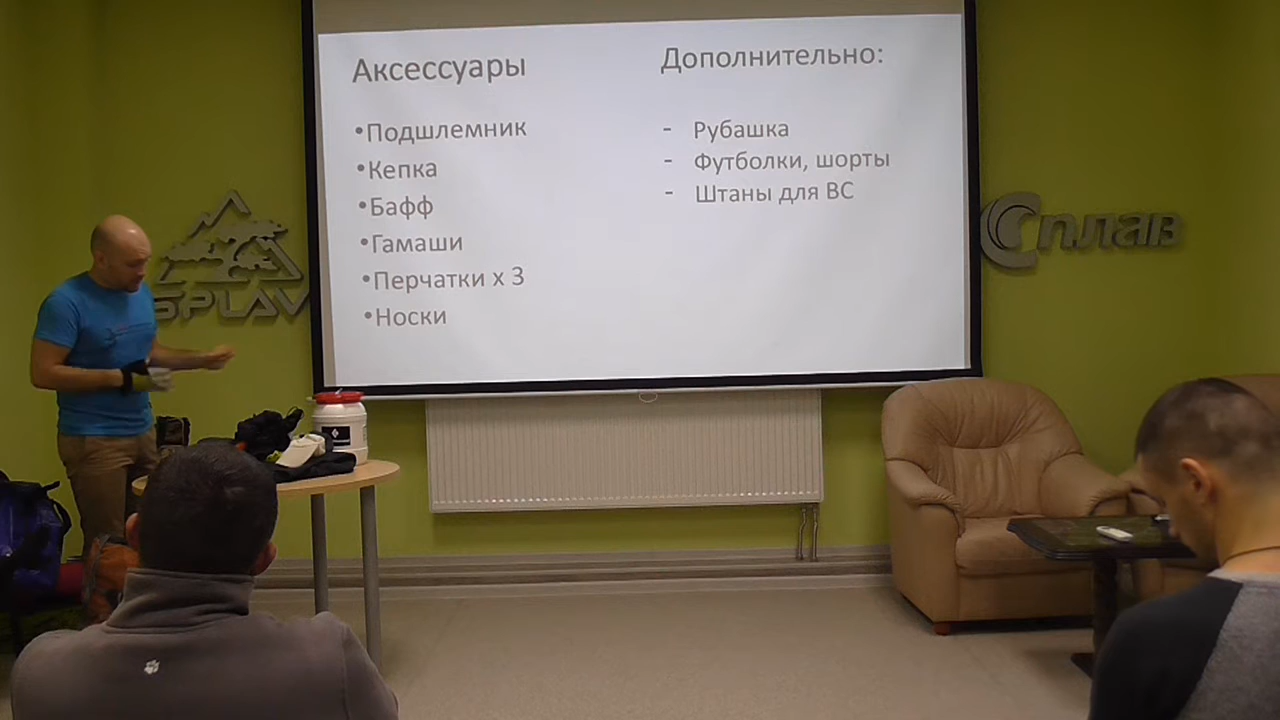 Аксессуары
•Подшлемник
•Кепка
•Бафф
•Гамаши
•Перчатки х 3
•Носки
Дополнительно:
- Рубашка
- Футболки, шорты
- Штаны для ВС
SPLAV
Сплав